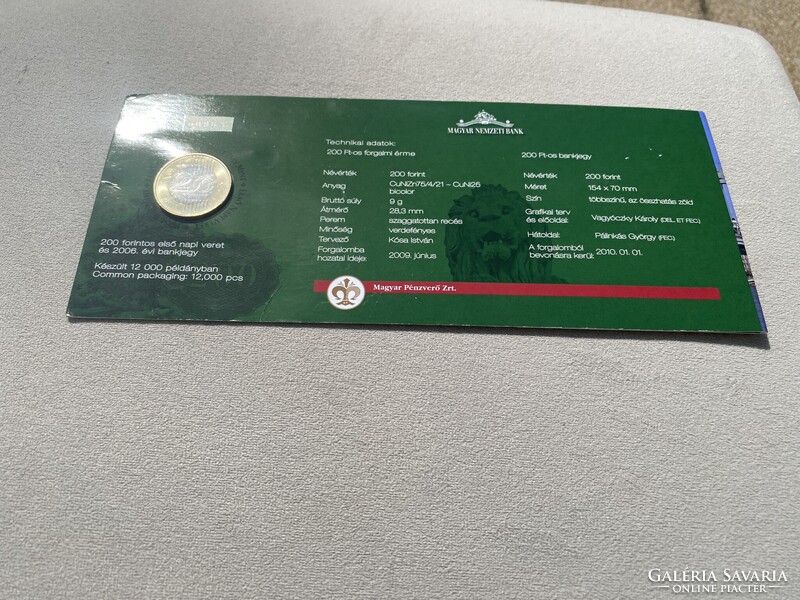 MAGYAR NEMZETI BANK
Technikai adatok:
200 Ft-os forgalmi érme
Névérték 200 forint
Anyag CuNiZn75/4/21 – CuNi25
bicolor
Bruttó súly 9 g
Átmérő 28,3 mm
Perem szaggatottan recés
Minőség verdefényes
Tervező Kósa István
Forgalomba
hozatal ideje: 2009. június
200 Ft-os bankjegy
Névérték 200 forint
Méret 154 x 70 mm
Szín többszínű, az összhatás zöld
Grafikai terv
és előoldal: Vagyóczky Károly (DEL. ET FEC.)
Hátoldal: Pálinkás György (FEC.)
A forgalomból
bevonásra kerül: 2010. 01. 01.
200 forintos első napi veret
és 2006. évi bankjegy
Készült 12 000 példányban
Common packaging: 12,000 pcs
Magyar Pénzverő Zrt.
GALÉRIA SAVARIA
ONLINE PIACTÉR